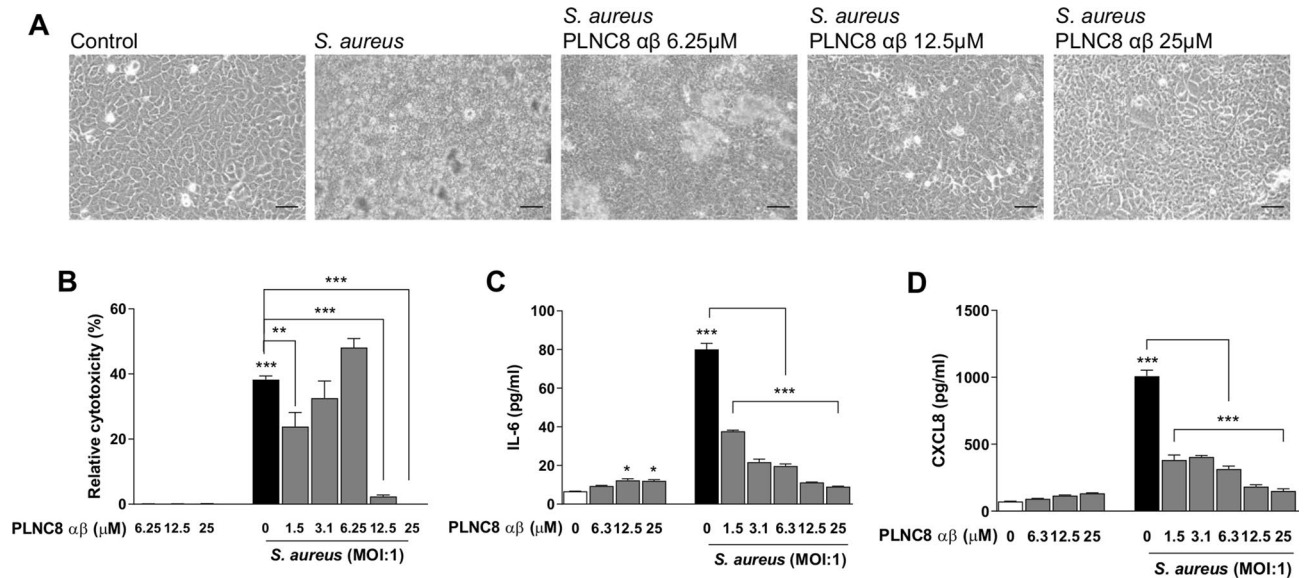 A
Control
S. aureus
S. aureus
PLNC8 αβ 6.25µM
S. aureus
PLNC8 αβ 12.5µM
S. aureus
PLNC8 αβ 25µM
B
Relative cytotoxicity (%)
60
40
20
0
***
***
**
***
PLNC8 αβ (µM) 6.25 12.5 25 0 1.5 3.1 6.25 12.5 25
S. aureus (MOI:1)
C
IL-6 (pg/ml)
100
80
60
40
20
0
***
***
* *
PLNC8 αβ (µM) 0 6.3 12.5 25 0 1.5 3.1 6.3 12.5 25
S. aureus (MOI:1)
D
CXCL8 (pg/ml)
1500
1000
500
0
***
***
PLNC8 αβ (µM) 0 6.3 12.5 25 0 1.5 3.1 6.3 12.5 25
S. aureus (MOI:1)